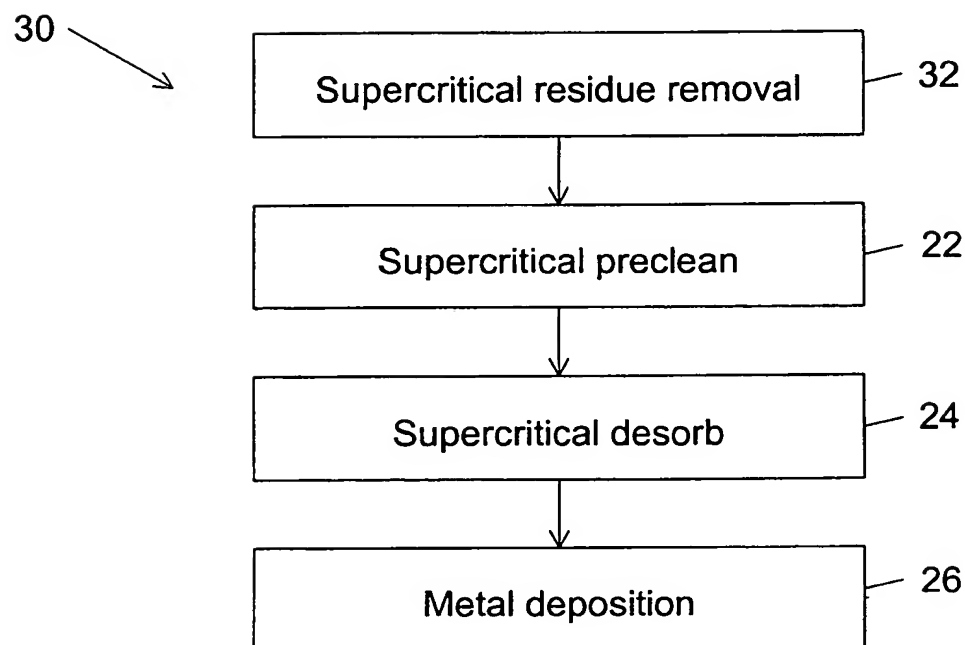 30
Supercritical residue removal
32
Supercritical preclean
22
Supercritical desorb
24
Metal deposition
26